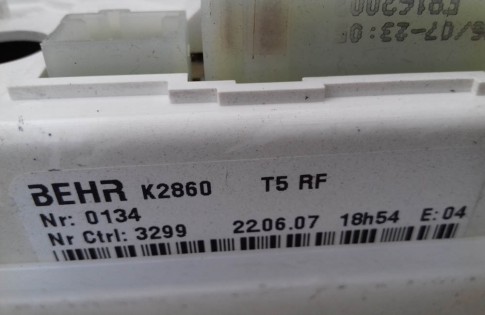 BEHR K2860 T5 RF
Nr: 0134
Nr Ctrl: 3299 22.06.07 18h54 E: 04